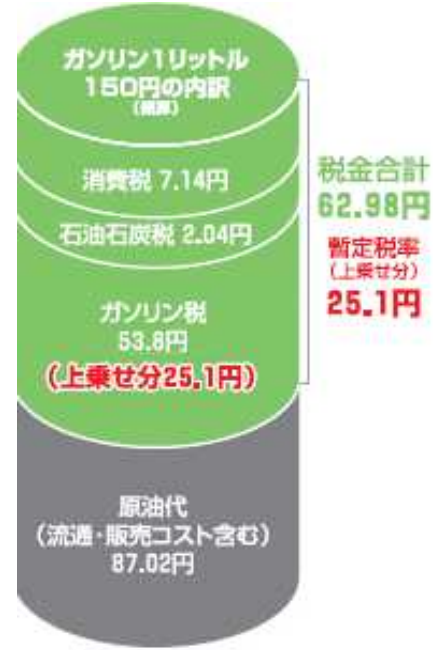 ガソリン1リットル
150円の内訳
(概算)
消費税 7.14円
石油石炭税 2.04円
ガソリン税
53.8円
(上乗せ分25.1円)
原油代
(流通・販売コスト含む)
87.02円
税金合計
62.98円
暫定税率
(上乗せ分)
25.1円